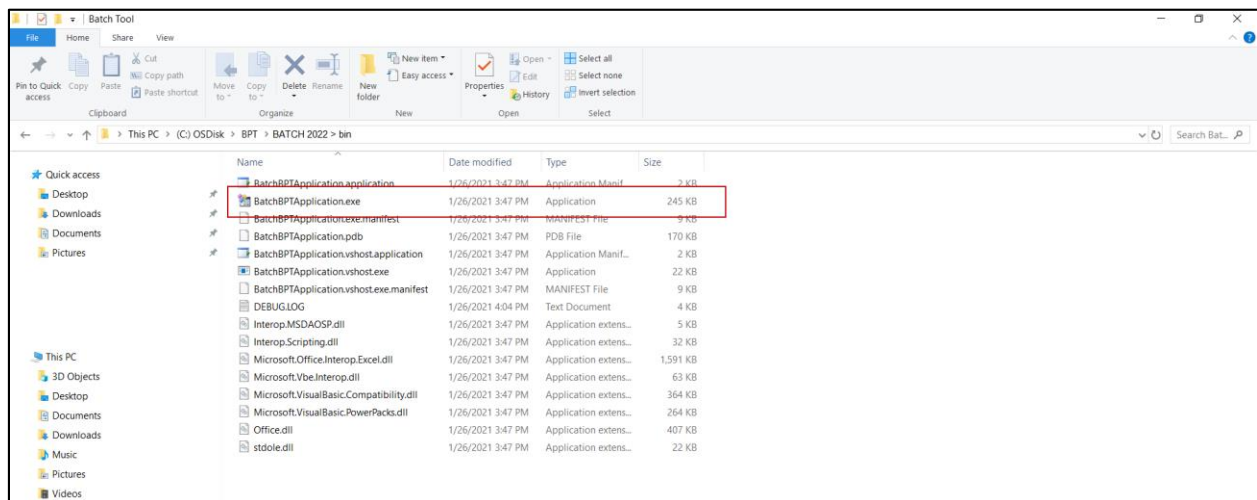 Batch Tool
File Home Share View
Pin to Quick access Copy Paste Cut Copy path Paste shortcut Move to Copy to Delete Rename New folder New item Easy access Properties Open Edit History Select all Select none Invert selection
Clipboard Organize New Open Select
This PC > (C:) OSDisk > BPT > BATCH 2022 > bin Search Bat...
Name Date modified Type Size
Quick access
Desktop
Downloads
Documents
Pictures
This PC
3D Objects
Desktop
Documents
Downloads
Music
Pictures
Videos
BatchBPTApplication.application 1/26/2021 3:47 PM Application Manif... 2 KB
BatchBPTApplication.exe 1/26/2021 3:47 PM Application 245 KB
BatchBPTApplication.exe.manifest 1/26/2021 3:47 PM MANIFEST File 9 KB
BatchBPTApplication.pdb 1/26/2021 3:47 PM PDB File 170 KB
BatchBPTApplication.vshost.application 1/26/2021 3:47 PM Application Manif... 2 KB
BatchBPTApplication.vshost.exe 1/26/2021 3:47 PM Application 22 KB
BatchBPTApplication.vshost.exe.manifest 1/26/2021 3:47 PM MANIFEST File 9 KB
DEBUG.LOG 1/26/2021 4:04 PM Text Document 4 KB
Interop.MSDAOSP.dll 1/26/2021 3:47 PM Application extens... 5 KB
Interop.Scripting.dll 1/26/2021 3:47 PM Application extens... 32 KB
Microsoft.Office.Interop.Excel.dll 1/26/2021 3:47 PM Application extens... 1,591 KB
Microsoft.Vbe.Interop.dll 1/26/2021 3:47 PM Application extens... 63 KB
Microsoft.VisualBasic.Compatibility.dll 1/26/2021 3:47 PM Application extens... 364 KB
Microsoft.VisualBasic.PowerPacks.dll 1/26/2021 3:47 PM Application extens... 264 KB
Office.dll 1/26/2021 3:47 PM Application extens... 407 KB
stdole.dll 1/26/2021 3:47 PM Application extens... 22 KB